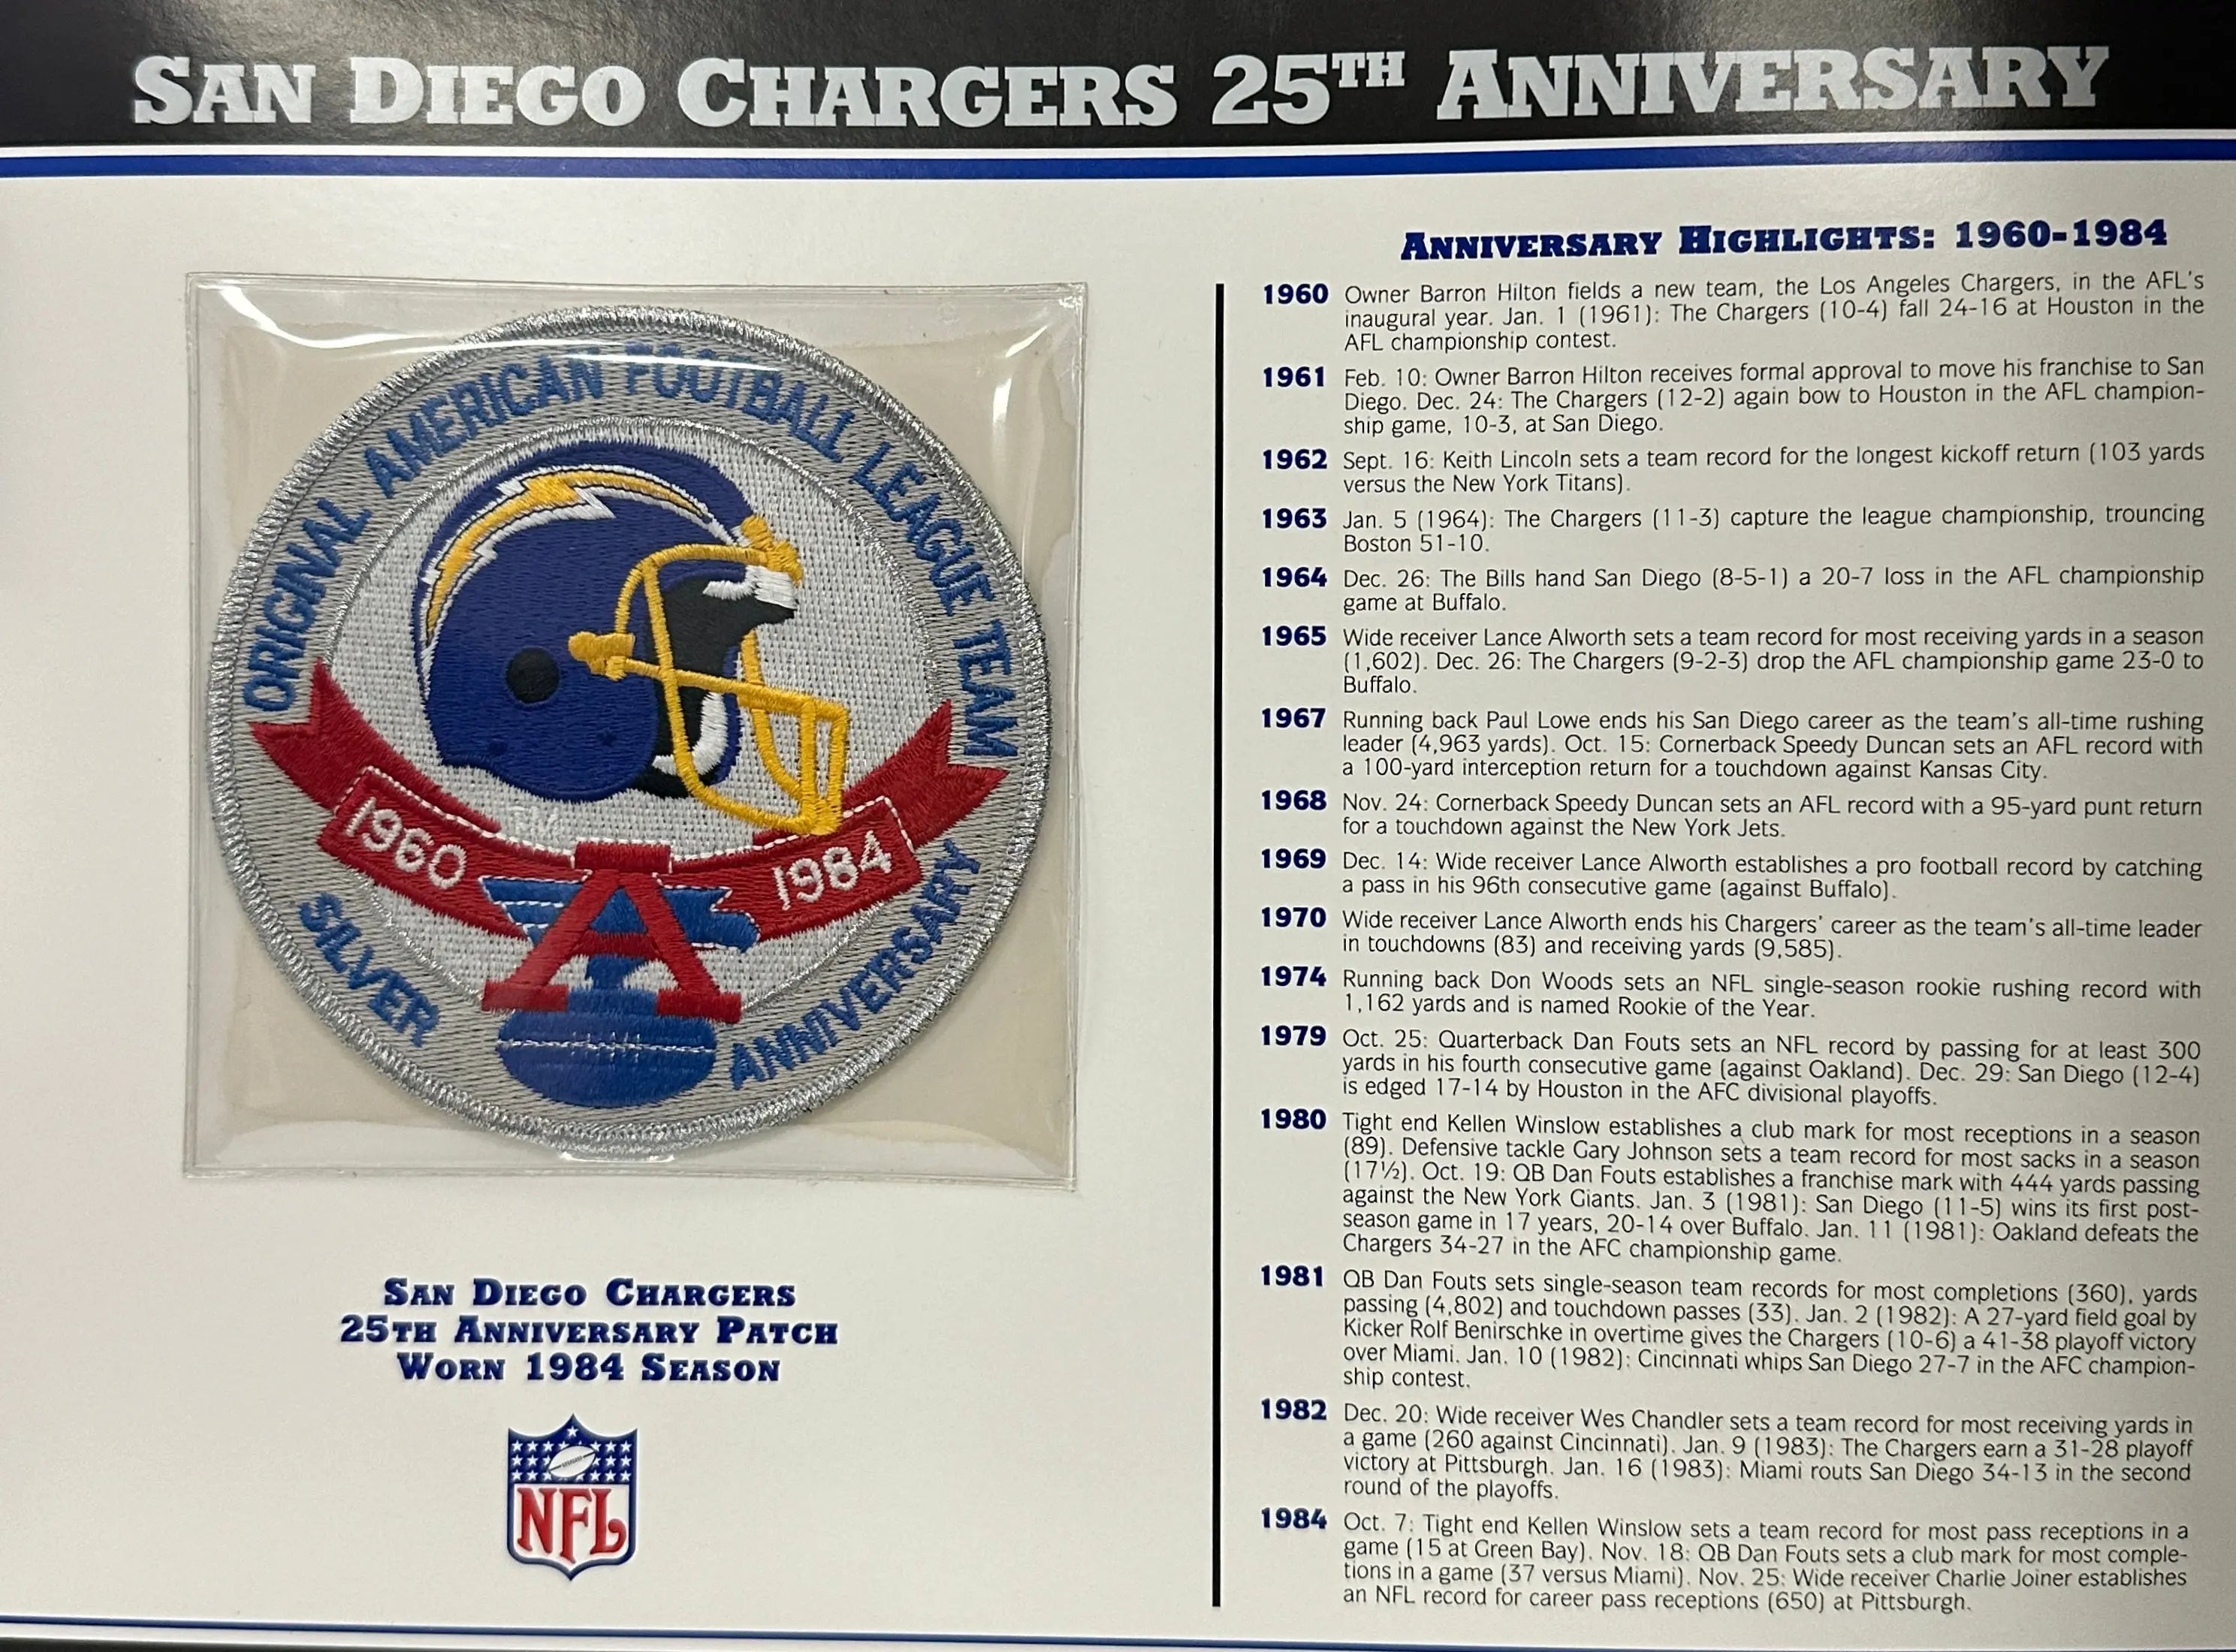 SAN DIEGO CHARGERS 25TH ANNIVERSARY
ORIGINAL AMERICAN FOOTBALL LEAGUE TEAM
1960
1984
A
SILVER ANNIVERSARY
SAN DIEGO CHARGERS
25TH ANNIVERSARY PATCH
WORN 1984 SEASON
NFL
ANNIVERSARY HIGHLIGHTS: 1960-1984
1960 Owner Barron Hilton fields a new team, the Los Angeles Chargers, in the AFL's
inaugural year. Jan. 1 (1961): The Chargers (10-4) fall 24-16 at Houston in the
AFL championship contest.
1961 Feb. 10: Owner Barron Hilton receives formal approval to move his franchise to San
Diego. Dec. 24: The Chargers (12-2) again bow to Houston in the AFL champion-
ship game, 10-3, at San Diego.
1962 Sept. 16: Keith Lincoln sets a team record for the longest kickoff return (103 yards
versus the New York Titans).
1963 Jan. 5 (1964): The Chargers (11-3) capture the league championship, trouncing
Boston 51-10.
1964 Dec. 26: The Bills hand San Diego (8-5-1) a 20-7 loss in the AFL championship
game at Buffalo.
1965 Wide receiver Lance Alworth sets a team record for most receiving yards in a season
(1,602). Dec. 26: The Chargers (9-2-3) drop the AFL championship game 23-0 to
Buffalo.
1967 Running back Paul Lowe ends his San Diego career as the team's all-time rushing
leader (4,963 yards). Oct. 15: Cornerback Speedy Duncan sets an AFL record with
a 100-yard interception return for a touchdown against Kansas City.
1968 Nov. 24: Cornerback Speedy Duncan sets an AFL record with a 95-yard punt return
for a touchdown against the New York Jets.
1969 Dec. 14: Wide receiver Lance Alworth establishes a pro football record by catching
a pass in his 96th consecutive game (against Buffalo).
1970 Wide receiver Lance Alworth ends his Chargers' career as the team's all-time leader
in touchdowns (83) and receiving yards (9,585).
1974 Running back Don Woods sets an NFL single-season rookie rushing record with
1,162 yards and is named Rookie of the Year.
1979 Oct. 25: Quarterback Dan Fouts sets an NFL record by passing for at least 300
yards in his fourth consecutive game (against Oakland). Dec. 29: San Diego (12-4)
is edged 17-14 by Houston in the AFC divisional playoffs.
1980 Tight end Kellen Winslow establishes a club mark for most receptions in a season
(89). Defensive tackle Gary Johnson sets a team record for most sacks in a season
(17½). Oct. 19: QB Dan Fouts establishes a franchise mark with 444 yards passing
against the New York Giants. Jan. 3 (1981): San Diego (11-5) wins its first post-
season game in 17 years, 20-14 over Buffalo. Jan. 11 (1981): Oakland defeats the
Chargers 34-27 in the AFC championship game.
1981 QB Dan Fouts sets single-season team records for most completions (360), yards
passing (4,802) and touchdown passes (33). Jan. 2 (1982): A 27-yard field goal by
Kicker Rolf Benirschke in overtime gives the Chargers (10-6) a 41-38 playoff victory
over Miami. Jan. 10 (1982): Cincinnati whips San Diego 27-7 in the AFC champion-
ship contest.
1982 Dec. 20: Wide receiver Wes Chandler sets a team record for most receiving yards in
a game (260 against Cincinnati). Jan. 9 (1983): The Chargers earn a 31-28 playoff
victory at Pittsburgh. Jan. 16 (1983): Miami routs San Diego 34-13 in the second
round of the playoffs.
1984 Oct. 7: Tight end Kellen Winslow sets a team record for most pass receptions in a
game (15 at Green Bay). Nov. 18: QB Dan Fouts sets a club mark for most comple-
tions in a game (37 versus Miami). Nov. 25: Wide receiver Charlie Joiner establishes
an NFL record for career pass receptions (650) at Pittsburgh.